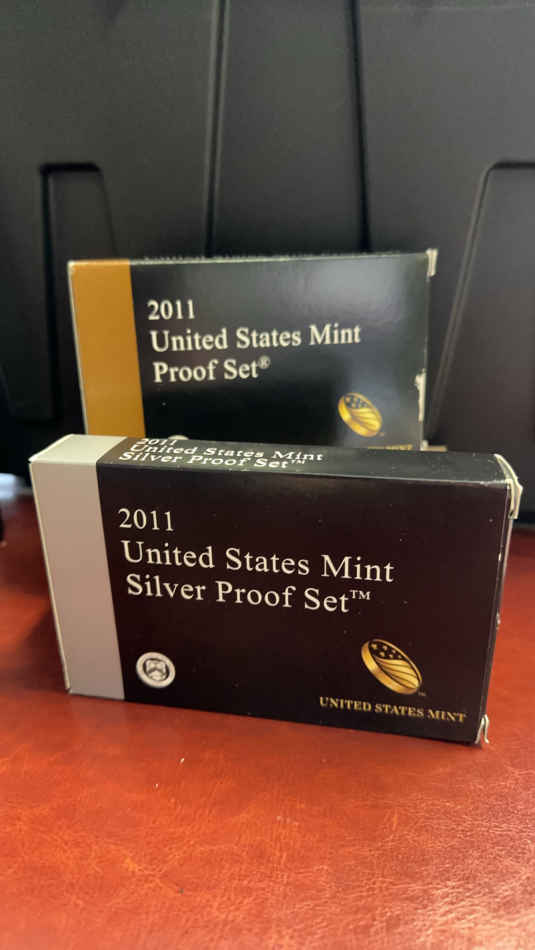 2011
United States Mint
Proof Set®
MINT
2011
United States Mint
Silver Proof Set™
2011
United States Mint
Silver Proof Set™
UNITED STATES MINT